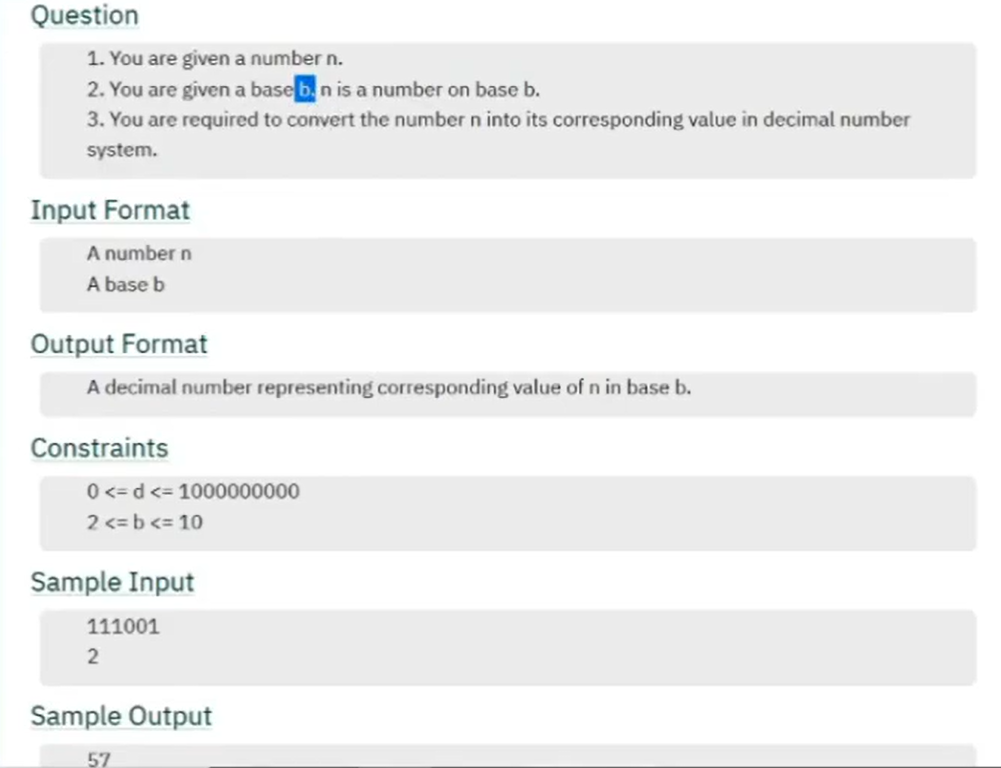 Question
1. You are given a number n.
2. You are given a base b. n is a number on base b.
3. You are required to convert the number n into its corresponding value in decimal number
system.
Input Format
A number n
A base b
Output Format
A decimal number representing corresponding value of n in base b.
Constraints
0 <= d <= 1000000000
2 <= b <= 10
Sample Input
111001
2
Sample Output
57